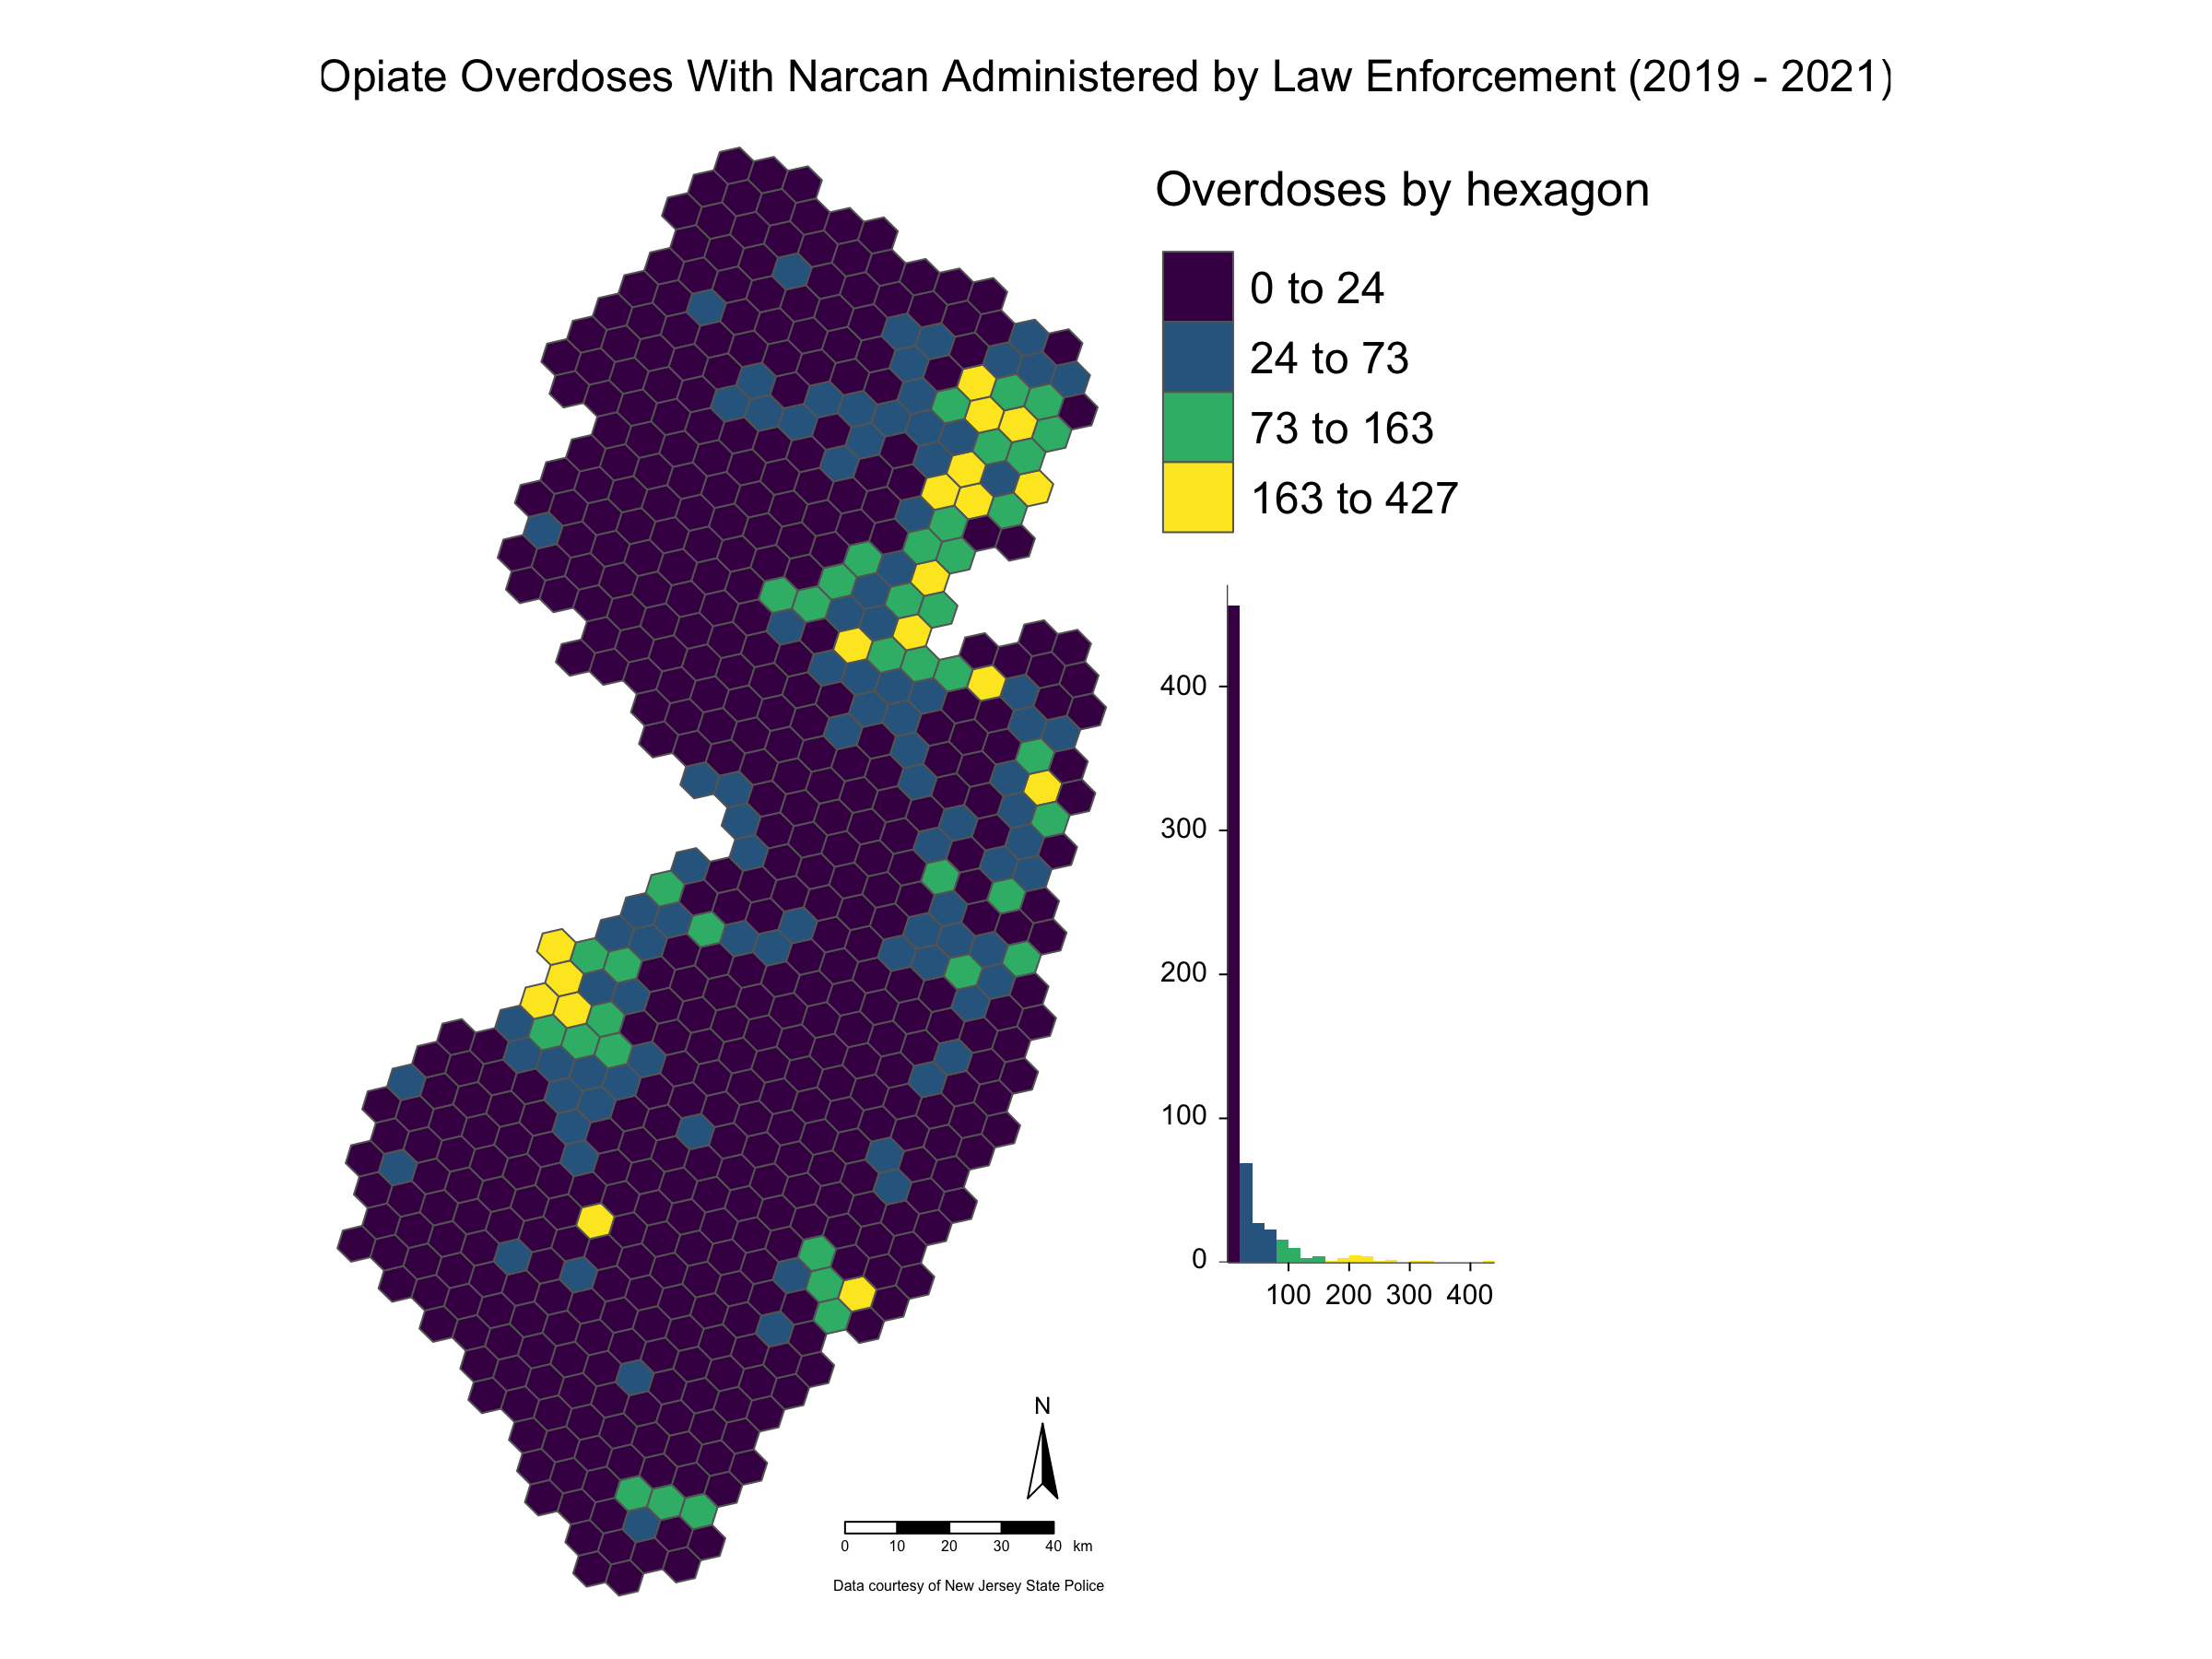 Opiate Overdoses With Narcan Administered by Law Enforcement (2019 - 2021)
Overdoses by hexagon
0 to 24
24 to 73
73 to 163
163 to 427
400
300
200
100
0
100 200 300 400
N
0 10 20 30 40 km
Data courtesy of New Jersey State Police